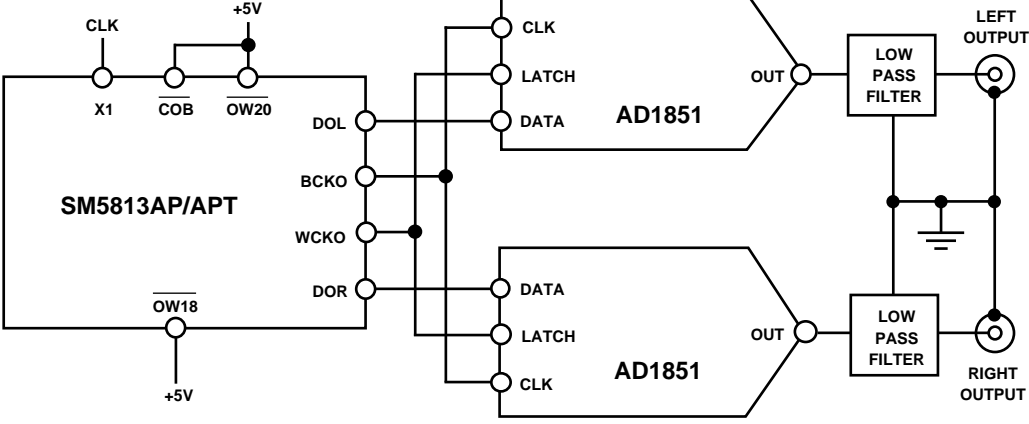 +5V
CLK
X1
COB
OW20
DOL
BCKO
WCKO
DOR
SM5813AP/APT
OW18
+5V
CLK
LATCH
DATA
OUT
AD1851
LOW
PASS
FILTER
LEFT
OUTPUT
DATA
LATCH
CLK
OUT
AD1851
LOW
PASS
FILTER
RIGHT
OUTPUT